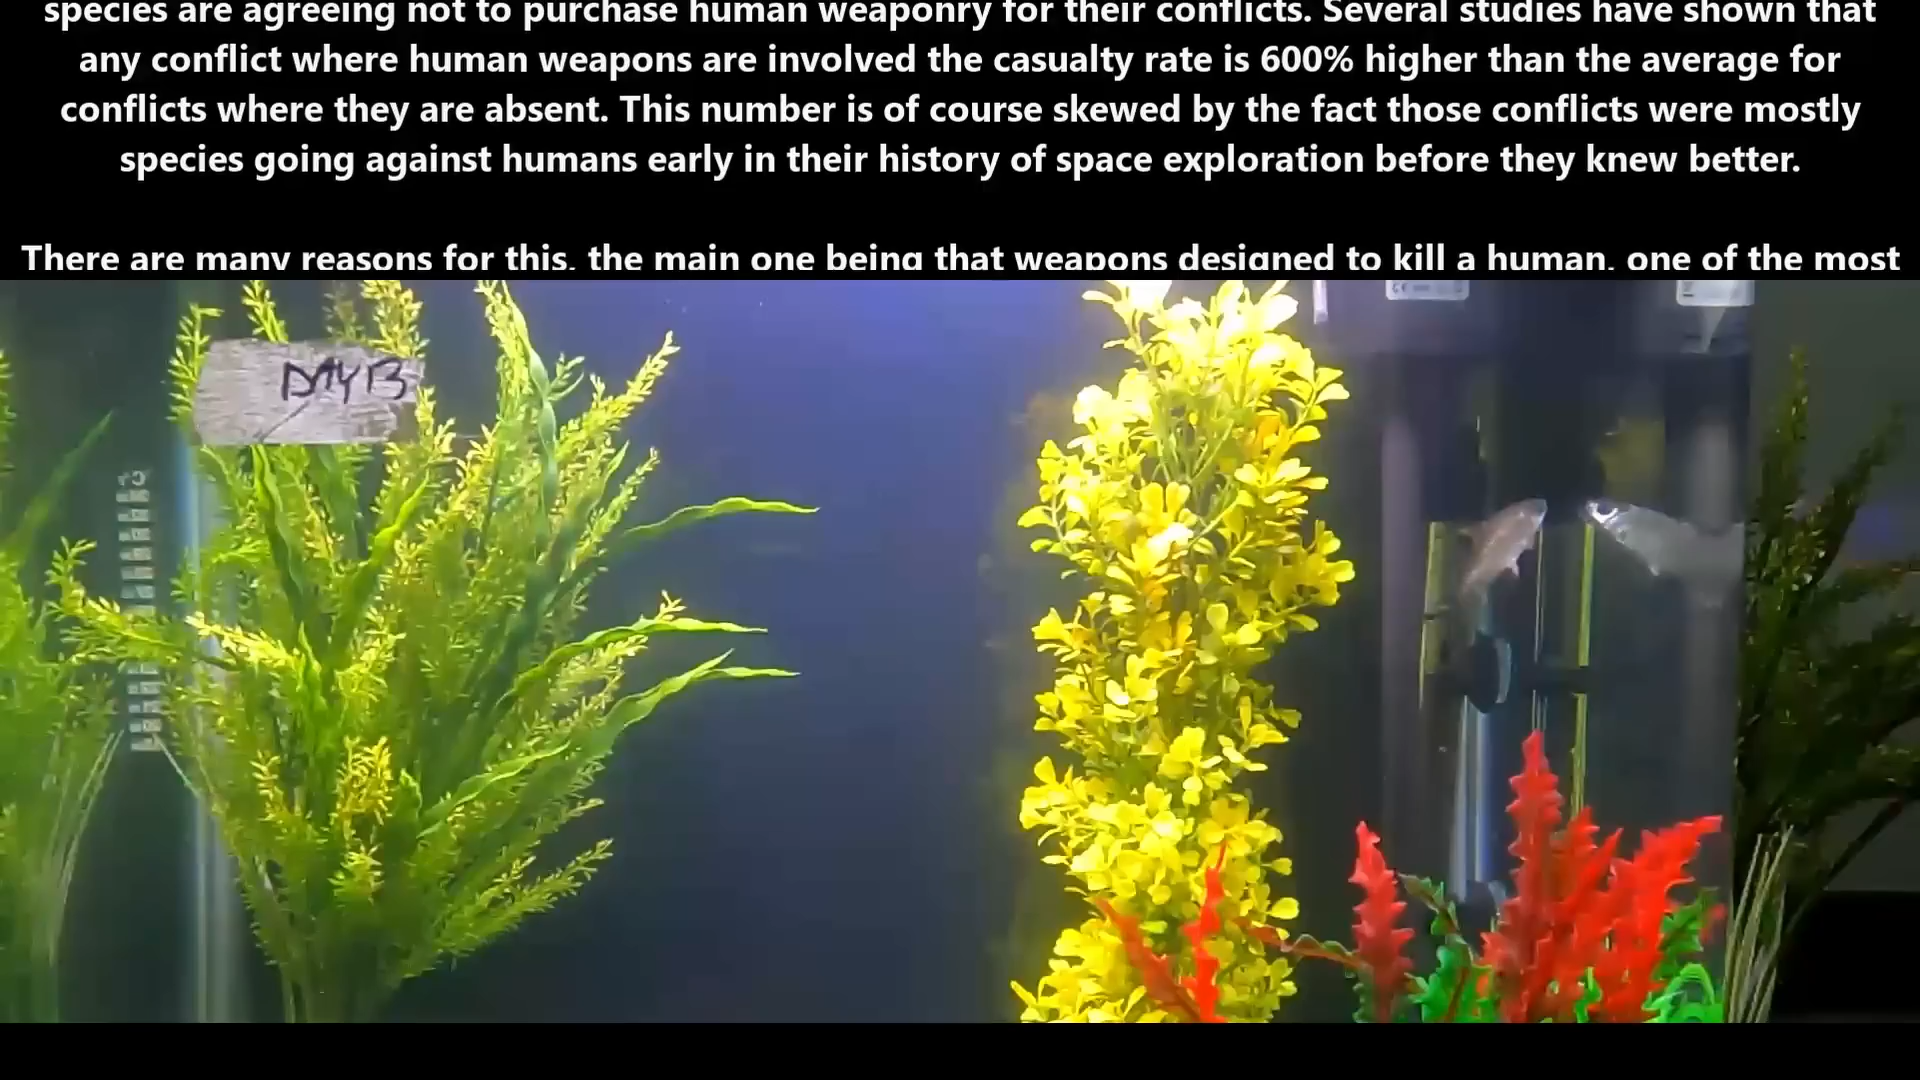 species are agreeing not to purchase human weaponry for their conflicts. Several studies have shown that
any conflict where human weapons are involved the casualty rate is 600% higher than the average for
conflicts where they are absent. This number is of course skewed by the fact those conflicts were mostly
species going against humans early in their history of space exploration before they knew better.
There are many reasons for this, the main one being that weapons designed to kill a human, one of the most
DAY 13